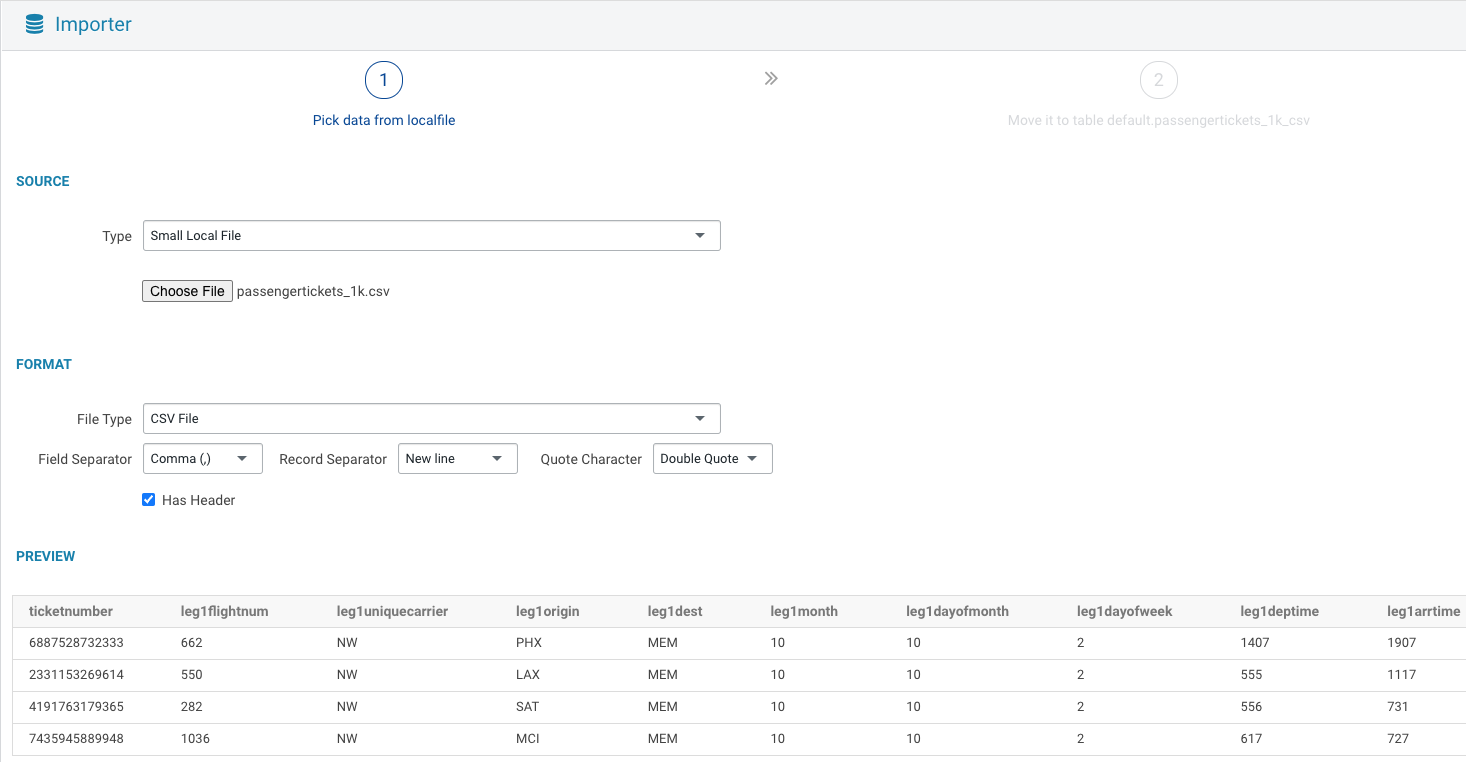 Importer
1
2
Pick data from localfile
Move it to table default.passengertickets_1k_csv
SOURCE
Type Small Local File
Choose File passengertickets_1k.csv
FORMAT
File Type CSV File
Field Separator Comma (,) Record Separator New line Quote Character Double Quote
Has Header
PREVIEW
ticketnumber leg1flightnum leg1uniquecarrier leg1origin leg1dest leg1month leg1dayofmonth leg1dayofweek leg1deptime leg1arrtime
6887528732333 662 NW PHX MEM 10 10 2 1407 1907
2331153269614 550 NW LAX MEM 10 10 2 555 1117
4191763179365 282 NW SAT MEM 10 10 2 556 731
7435945889948 1036 NW MCI MEM 10 10 2 617 727